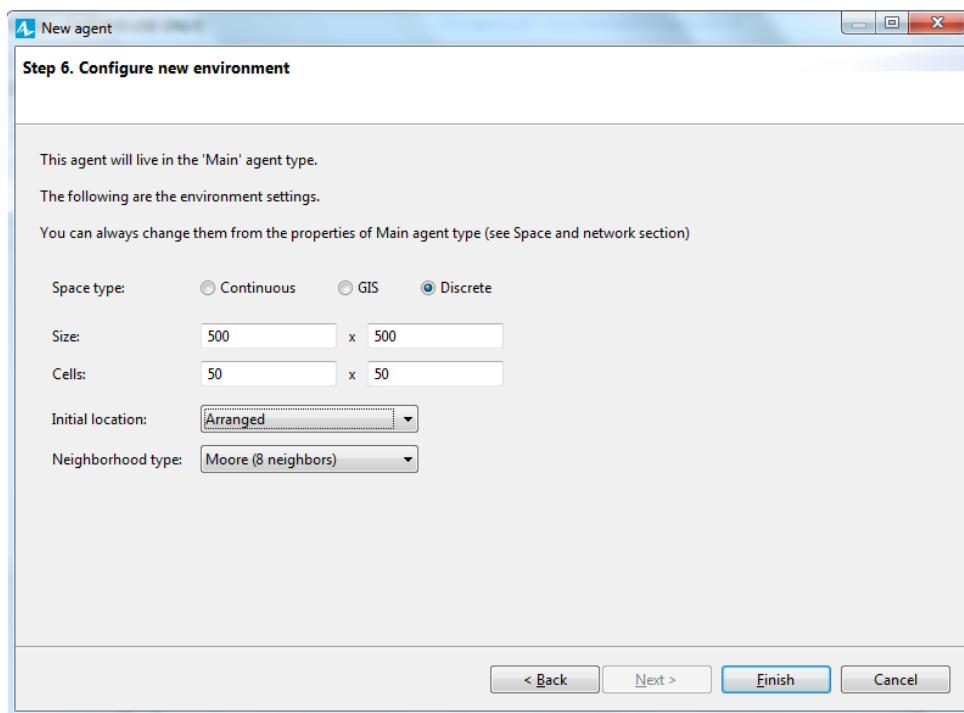 New agent
Step 6. Configure new environment
This agent will live in the 'Main' agent type.
The following are the environment settings.
You can always change them from the properties of Main agent type (see Space and network section)
Space type: Continuous GIS Discrete
Size: 500 x 500
Cells: 50 x 50
Initial location: Arranged
Neighborhood type: Moore (8 neighbors)
< Back Next > Finish Cancel